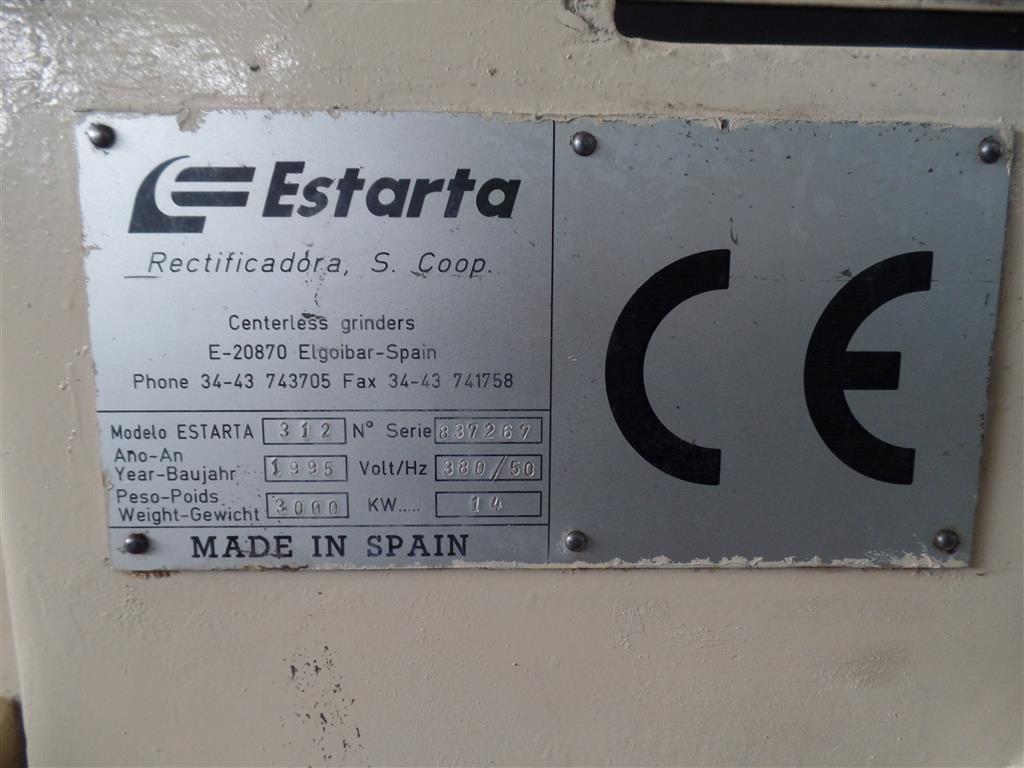 Estarta
Rectificadora, S. Coop.
Centerless grinders
E-20870 Elgoibar-Spain
Phone 34-43 743705 Fax 34-43 741758
Modelo ESTARTA 312 Nº Serie 837267
Ano-An
Year-Baujahr 1995 Volt/Hz 380/50
Peso-Poids
Weight-Gewicht 3000 KW..... 14
MADE IN SPAIN
CE